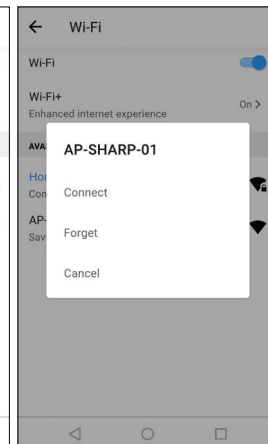 Wi-Fi
Wi-Fi
Wi-Fi+
Enhanced internet experience
On >
AVA
AP-SHARP-01
Connect
Hor
Con
AP-
Sav
Forget
Cancel